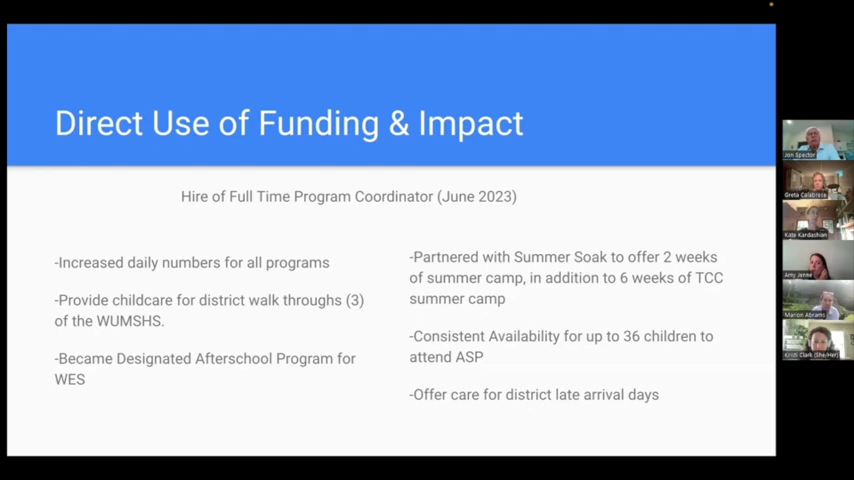 Direct Use of Funding & Impact
Hire of Full Time Program Coordinator (June 2023)
-Increased daily numbers for all programs
-Provide childcare for district walk throughs (3)
of the WUMSHS.
-Became Designated Afterschool Program for
WES
-Partnered with Summer Soak to offer 2 weeks
of summer camp, in addition to 6 weeks of TCC
summer camp
-Consistent Availability for up to 36 children to
attend ASP
-Offer care for district late arrival days
Jon Spector
Greta Calabrese
Kate Kardashian
Amy Jenne
Marion Abrams
Kristi Clark (She/Her)